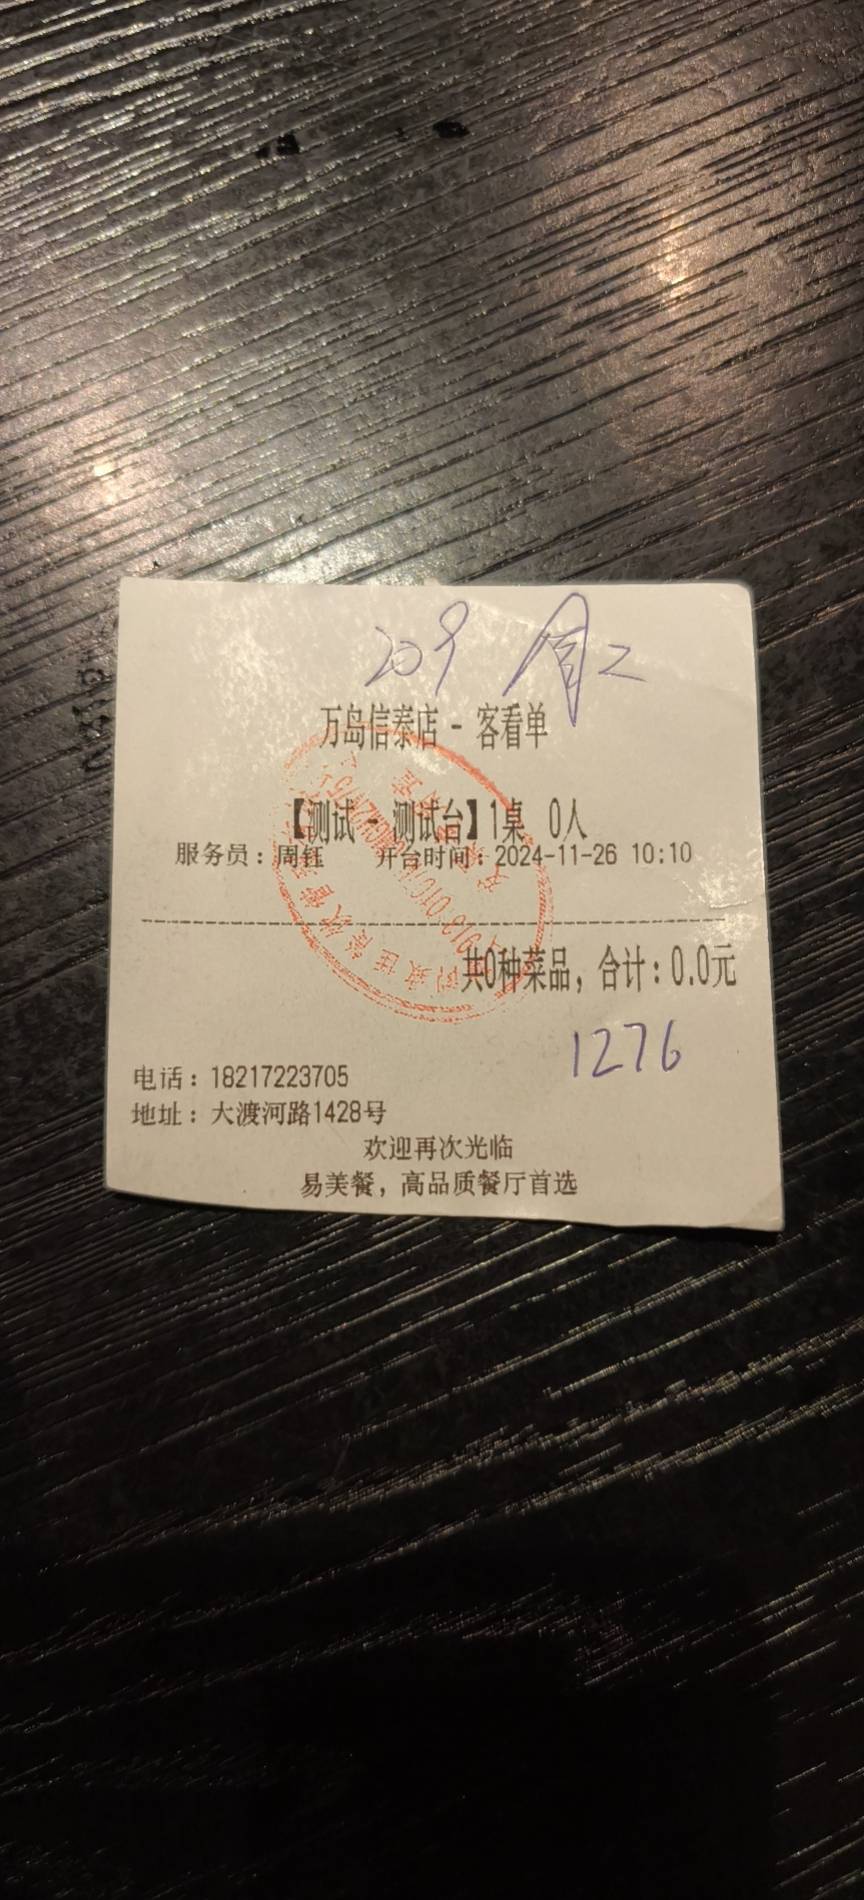 209 食二
万岛信泰店 - 客看单
【测试 - 测试台】1桌 0人
服务员：周钰 开台时间：2024-11-26 10:10
共0种菜品，合计：0.0元
1276
电话：18217223705
地址：大渡河路1428号
欢迎再次光临
易美餐，高品质餐厅首选